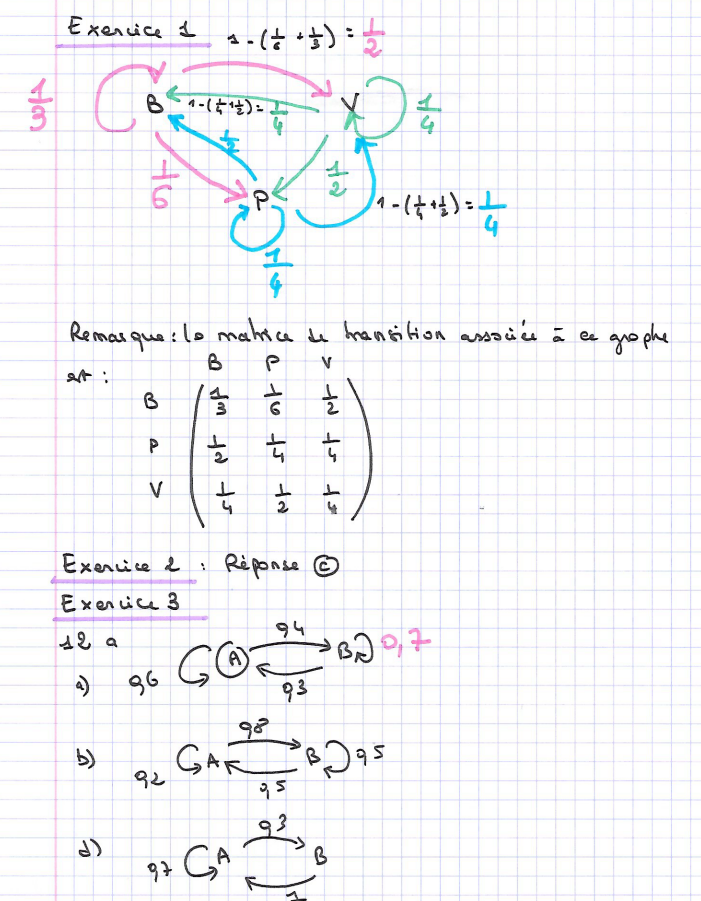 Exercice 1 1 - (1/6 + 1/3) = 1/2
1/3 B 1 - (1/4 + 1/2) = 1/4 V 1/4
1/2
1/6 P 1/2 1 - (1/4 + 1/2) = 1/4
1/4
Remarque : la matrice de transition associée à ce graphe
est : B P V
B 1/3 1/6 1/2
P 1/2 1/4 1/4
V 1/4 1/2 1/4
Exercice 2 : Réponse ⓒ
Exercice 3
12 a
0,4
a) 0,6 A B 0,7
0,3
0,8
b) 0,2 A B 0,5
0,5
0,3
d) 0,7 A B
1